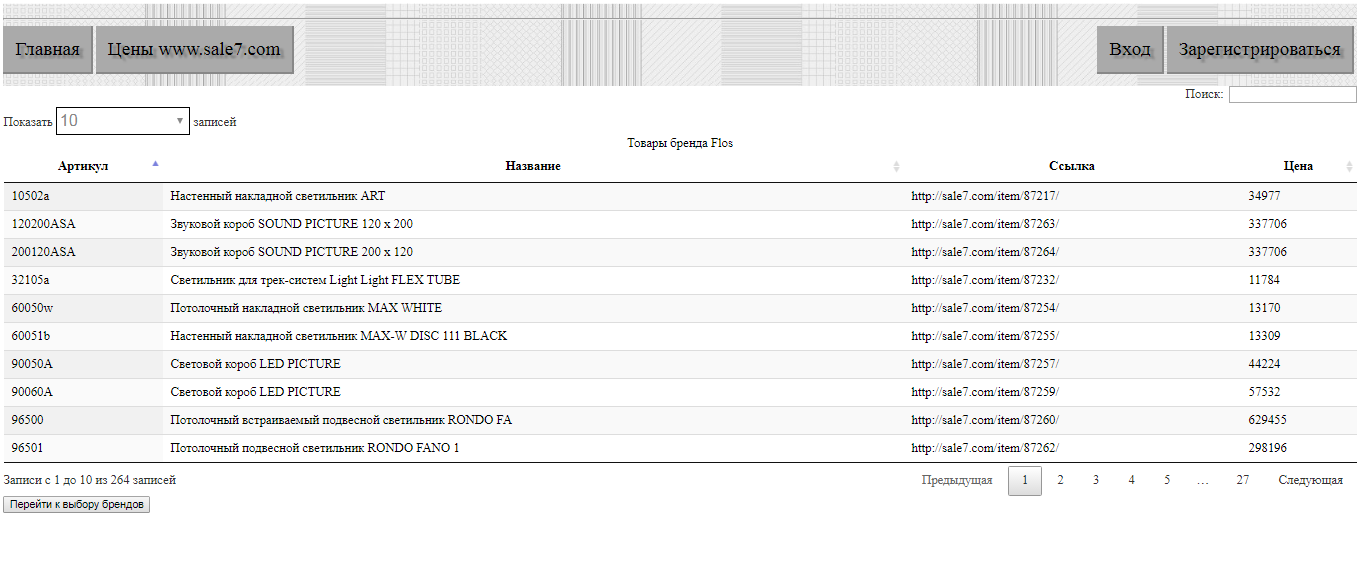 Главная Цены www.sale7.com Вход Зарегистрироваться
Поиск:
Показать 10 записей
Товары бренда Flos
Артикул Название Ссылка Цена
10502a Настенный накладной светильник ART http://sale7.com/item/87217/ 34977
120200ASA Звуковой короб SOUND PICTURE 120 x 200 http://sale7.com/item/87263/ 337706
200120ASA Звуковой короб SOUND PICTURE 200 x 120 http://sale7.com/item/87264/ 337706
32105a Светильник для трек-систем Light Light FLEX TUBE http://sale7.com/item/87232/ 11784
60050w Потолочный накладной светильник MAX WHITE http://sale7.com/item/87254/ 13170
60051b Настенный накладной светильник MAX-W DISC 111 BLACK http://sale7.com/item/87255/ 13309
90050A Световой короб LED PICTURE http://sale7.com/item/87257/ 44224
90060A Световой короб LED PICTURE http://sale7.com/item/87259/ 57532
96500 Потолочный встраиваемый подвесной светильник RONDO FA http://sale7.com/item/87260/ 629455
96501 Потолочный подвесной светильник RONDO FANO 1 http://sale7.com/item/87262/ 298196
Записи с 1 до 10 из 264 записей Предыдущая 1 2 3 4 5 … 27 Следующая
Перейти к выбору брендов